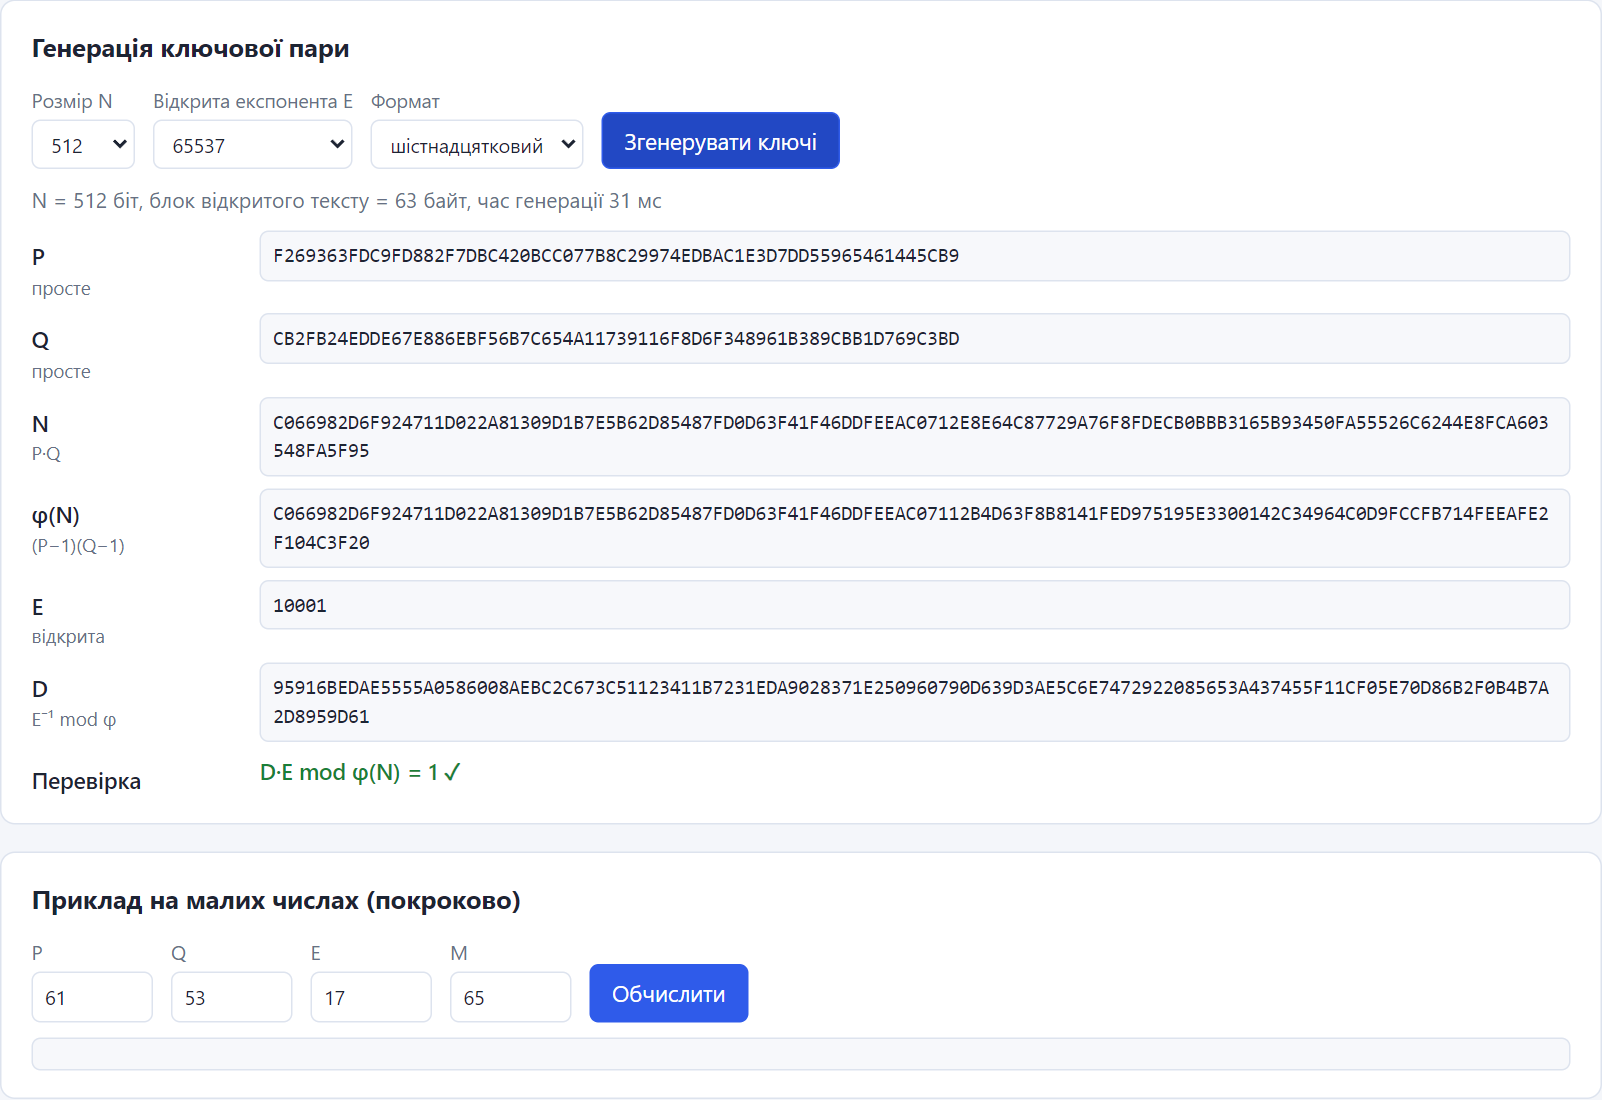 Генерація ключової пари
Розмір N Відкрита експонента E Формат
512 65537 шістнадцятковий Згенерувати ключі
N = 512 біт, блок відкритого тексту = 63 байт, час генерації 31 мс
P F269363FDC9FD882F7DBC420BCC077B8C29974EDBAC1E3D7DD55965461445CB9
просте
Q CB2FB24EDDE67E886EBF56B7C654A11739116F8D6F348961B389CBB1D769C3BD
просте
N C066982D6F924711D022A81309D1B7E5B62D85487FD0D63F41F46DDFEEAC0712E8E64C87729A76F8FDECB0BBB3165B93450FA55526C6244E8FCA603
P·Q 548FA5F95
φ(N) C066982D6F924711D022A81309D1B7E5B62D85487FD0D63F41F46DDFEEAC07112B4D63F8B8141FED975195E3300142C34964C0D9FCCFB714FEEAFE2
(P−1)(Q−1) F104C3F20
E 10001
відкрита
D 95916BEDAE5555A0586008AEBC2C673C51123411B7231EDA9028371E250960790D639D3AE5C6E7472922085653A437455F11CF05E70D86B2F0B4B7A
E⁻¹ mod φ 2D8959D61
Перевірка D·E mod φ(N) = 1 ✓
Приклад на малих числах (покроково)
P Q E M
61 53 17 65 Обчислити